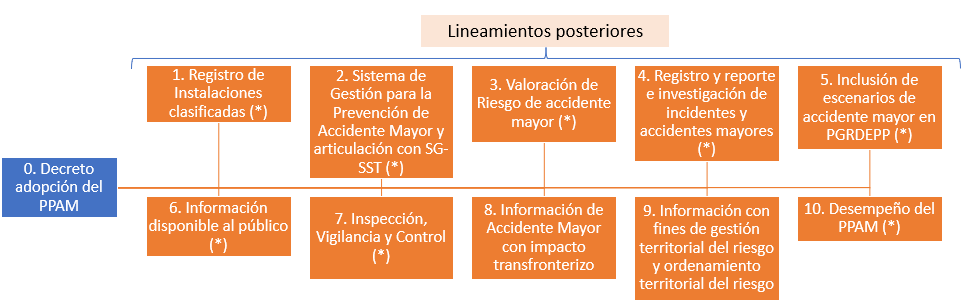 Lineamientos posteriores
1. Registro de
Instalaciones
clasificadas (*)
2. Sistema de
Gestión para la
Prevención de
Accidente Mayor y
articulación con SG-
SST (*)
3. Valoración de
Riesgo de accidente
mayor (*)
4. Registro y reporte
e investigación de
incidentes y
accidentes mayores
(*)
5. Inclusión de
escenarios de
accidente mayor en
PGRDEPP (*)
0. Decreto
adopción del
PPAM
6. Información
disponible al público
(*)
7. Inspección,
Vigilancia y Control
(*)
8. Información de
Accidente Mayor
con impacto
transfronterizo
9. Información con
fines de gestión
territorial del riesgo
y ordenamiento
territorial del riesgo
10. Desempeño del
PPAM (*)